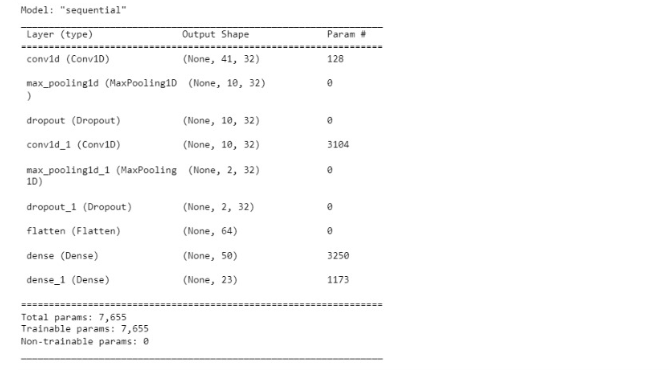 Model: "sequential"
Layer (type) Output Shape Param #
conv1d (Conv1D) (None, 41, 32) 128
max_pooling1d (MaxPooling1D (None, 10, 32) 0
)
dropout (Dropout) (None, 10, 32) 0
conv1d_1 (Conv1D) (None, 10, 32) 3104
max_pooling1d_1 (MaxPooling (None, 2, 32) 0
1D)
dropout_1 (Dropout) (None, 2, 32) 0
flatten (Flatten) (None, 64) 0
dense (Dense) (None, 50) 3250
dense_1 (Dense) (None, 23) 1173
Total params: 7,655
Trainable params: 7,655
Non-trainable params: 0